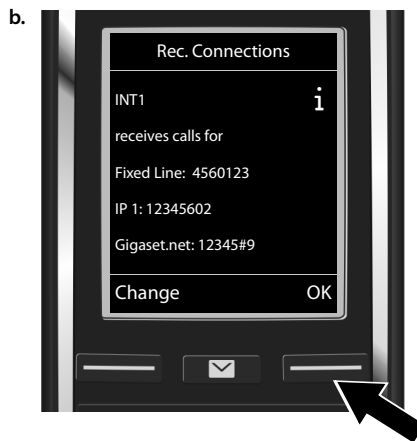 b.
Rec. Connections
INT1 i
receives calls for
Fixed Line: 4560123
IP 1: 12345602
Gigaset.net: 12345#9
Change OK